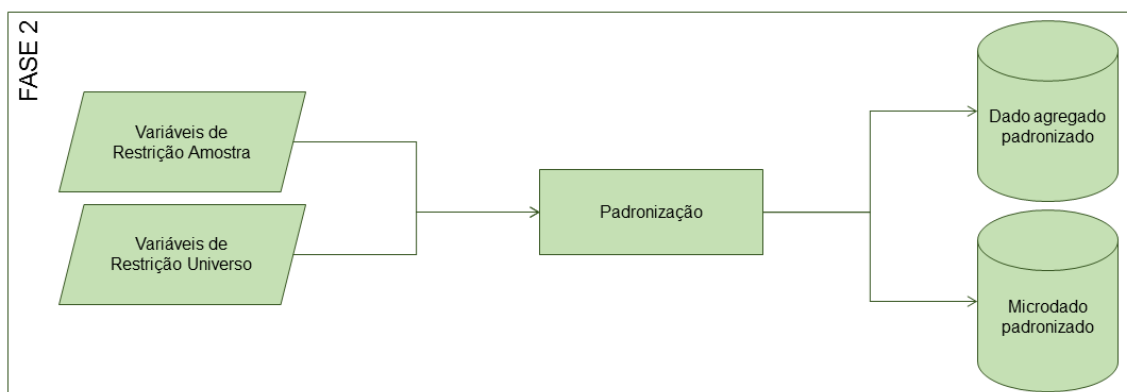 FASE 2
Variáveis de
Restrição Amostra
Variáveis de
Restrição Universo
Padronização
Dado agregado
padronizado
Microdado
padronizado